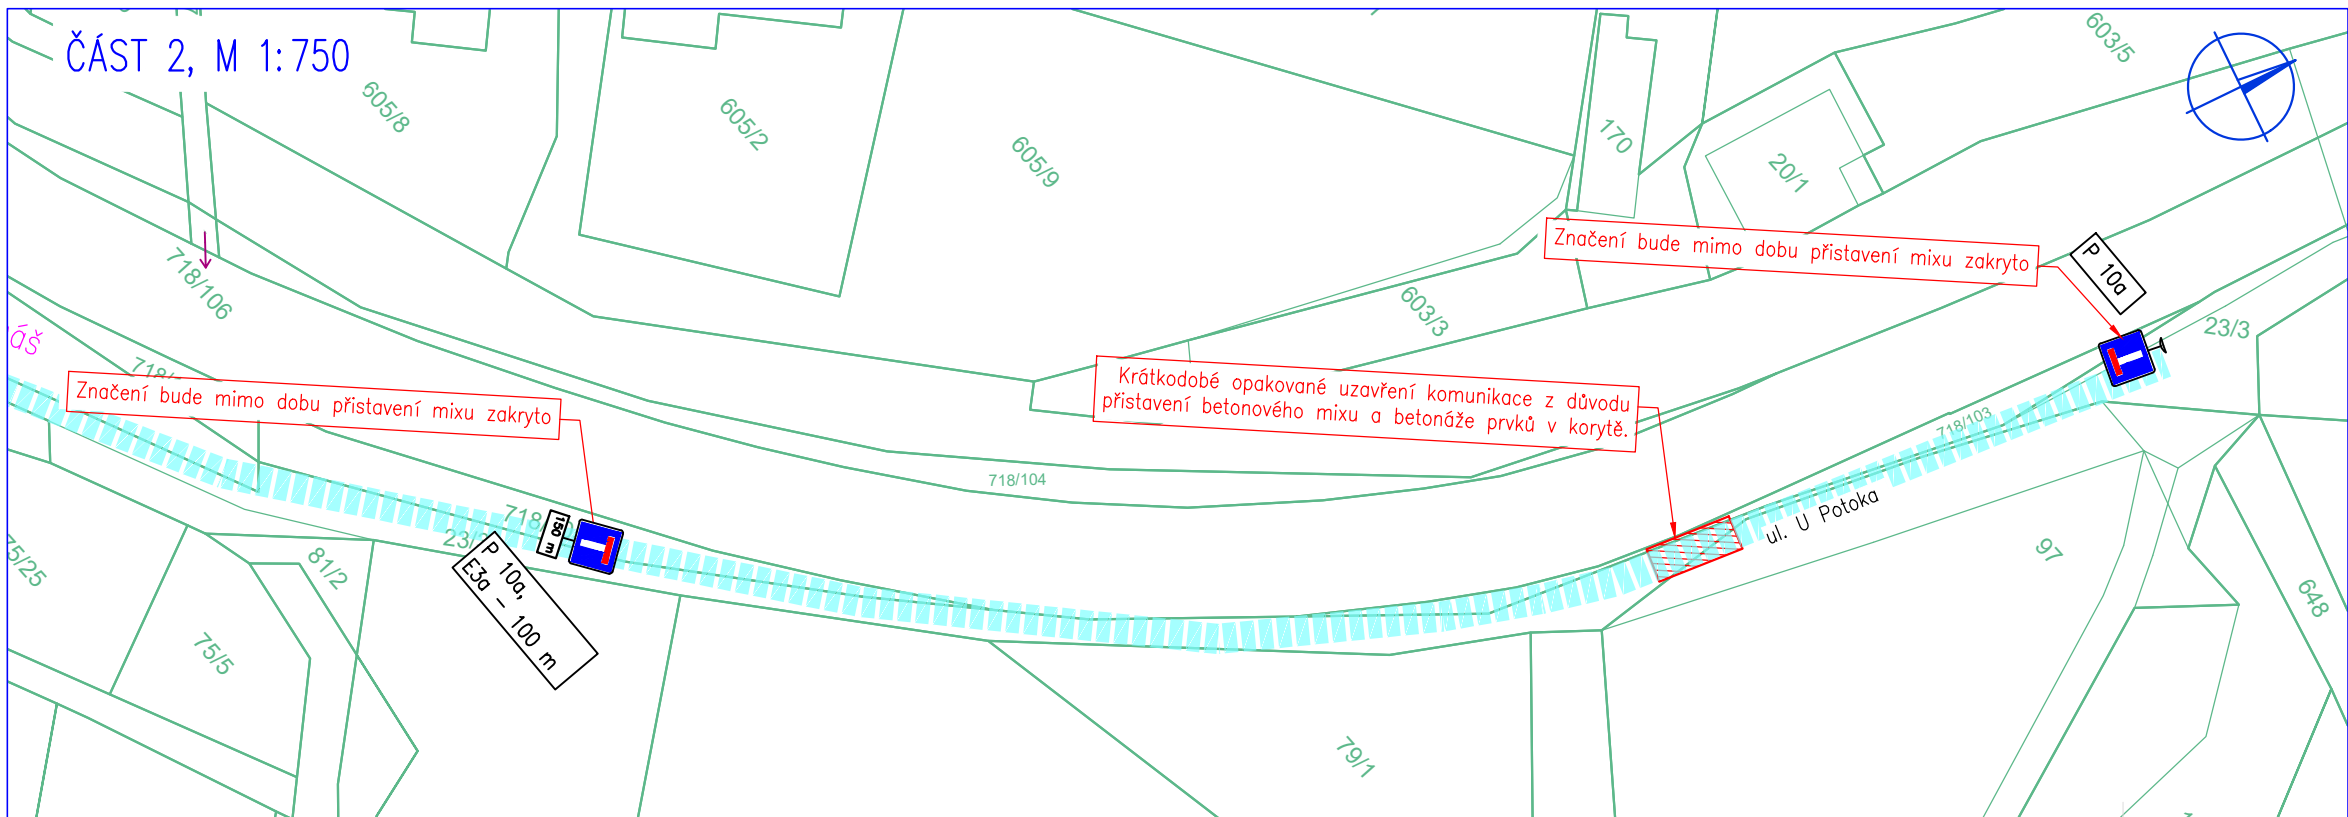 ČÁST 2, M 1:750
605/8
605/2
605/9
170
20/1
603/5
603/3
718/106
áš
Značení bude mimo dobu přistavení mixu zakryto
P 10a
23/3
Značení bude mimo dobu přistavení mixu zakryto
Krátkodobé opakované uzavření komunikace z důvodu
přistavení betonového mixu a betonáže prvků v korytě.
718/104
718/103
ul. U Potoka
150 m
P 10a,
E3a – 100 m
81/2
75/5
79/1
97
648